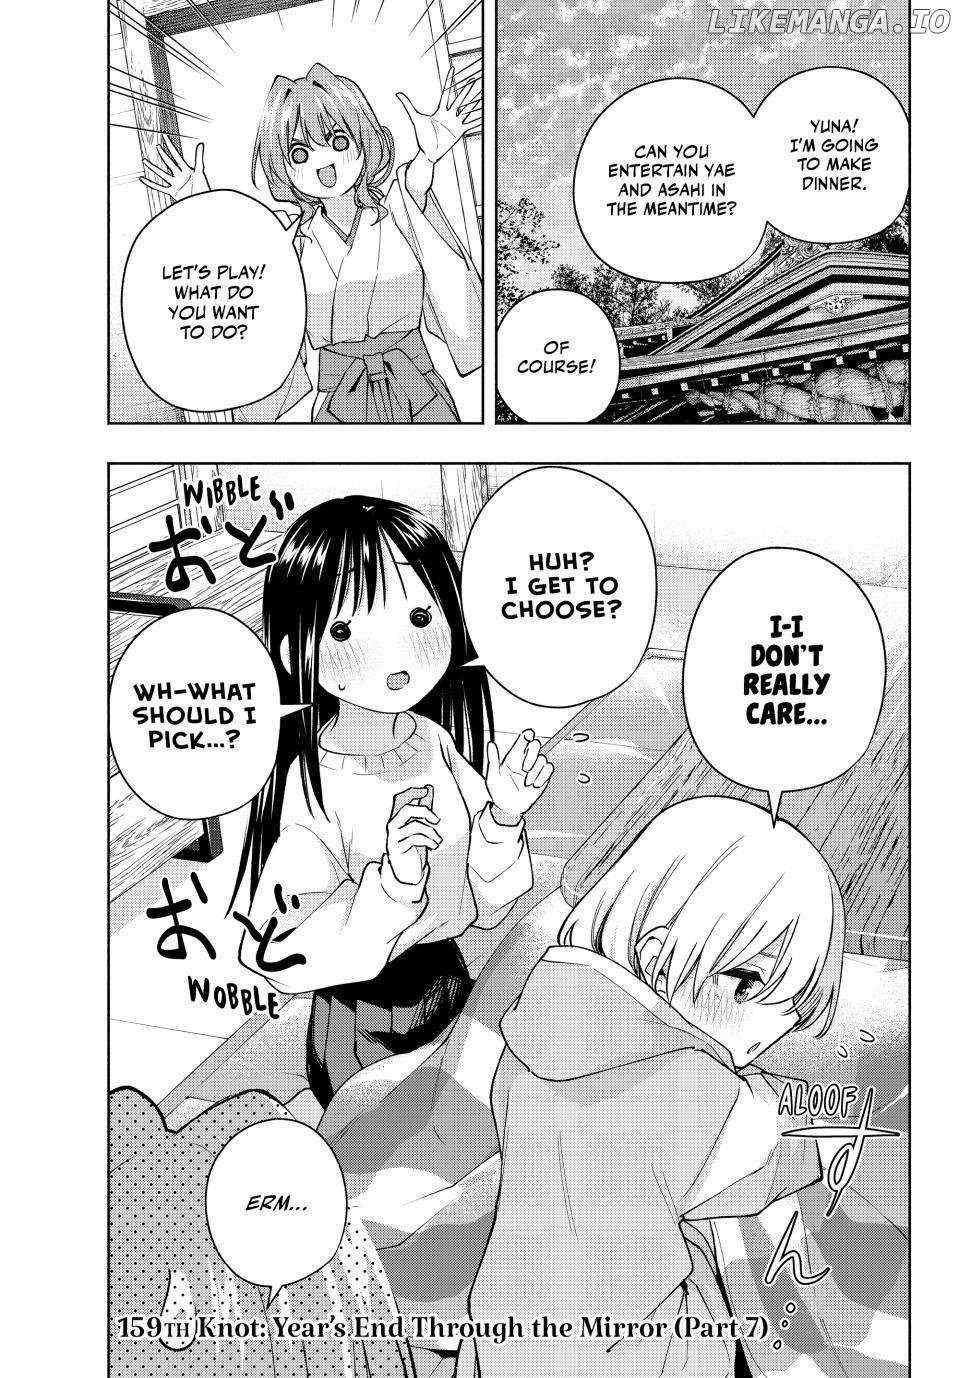 LIKEMANGA.IO
YUNA!
I'M GOING
TO MAKE
DINNER.
CAN YOU
ENTERTAIN YAE
AND ASAHI IN
THE MEANTIME?
OF
COURSE!
LET'S PLAY!
WHAT DO
YOU WANT
TO DO?
I-I
DON'T
REALLY
CARE...
HUH?
I GET TO
CHOOSE?
WIBBLE
おど
WH-WHAT
SHOULD I
PICK...?
おど
WOBBLE
ALOOF
すん
ERM...
159TH Knot: Year's End Through the Mirror (Part 7)